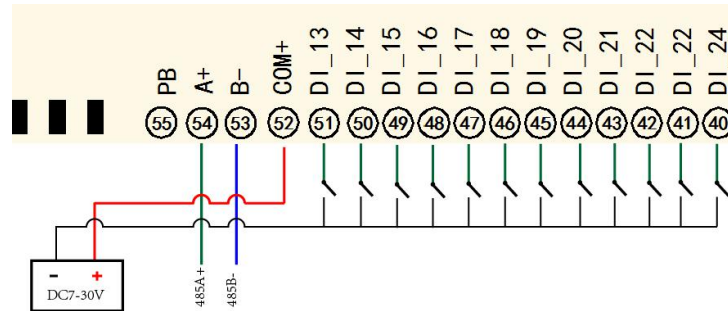 PB
A+
B-
COM+
DI_13
DI_14
DI_15
DI_16
DI_17
DI_18
DI_19
DI_20
DI_21
DI_22
DI_22
DI_24
55
54
53
52
51
50
49
48
47
46
45
44
43
42
41
40
- +
DC7-30V
485A+
485B-